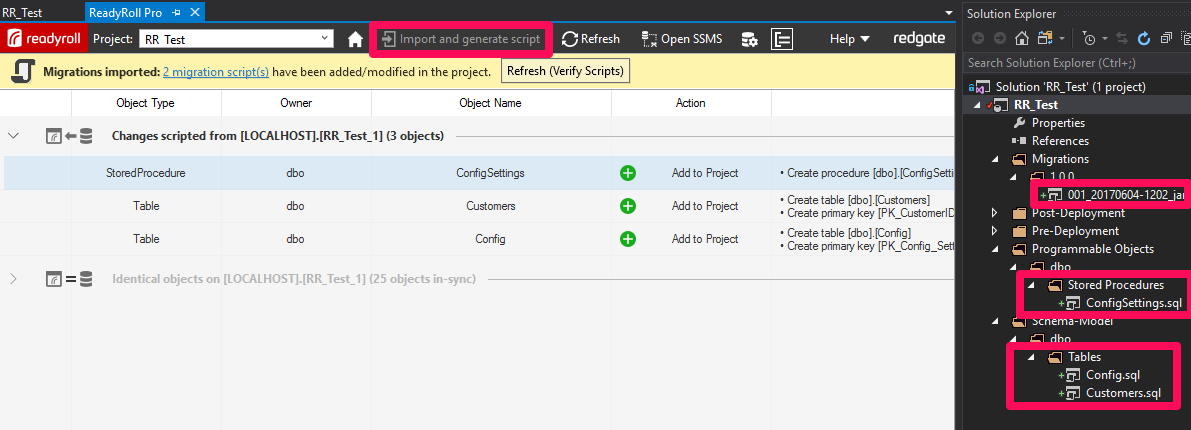 RR_Test
ReadyRoll Pro
readyroll
Project:
RR_Test
Import and generate script
Refresh
Open SSMS
Help
redgate
Migrations imported: 2 migration script(s) have been added/modified in the project.
Refresh (Verify Scripts)
Object Type Owner Object Name Action
Changes scripted from [LOCALHOST].[RR_Test_1] (3 objects)
StoredProcedure dbo ConfigSettings Add to Project • Create procedure [dbo].[ConfigSetti
Table dbo Customers Add to Project • Create table [dbo].[Customers]
• Create primary key [PK_CustomerID
Table dbo Config Add to Project • Create table [dbo].[Config]
• Create primary key [PK_Config_Sett
Identical objects on [LOCALHOST].[RR_Test_1] (25 objects in-sync)
Solution Explorer
Search Solution Explorer (Ctrl+;)
Solution 'RR_Test' (1 project)
RR_Test
Properties
References
Migrations
1.0.0
001_20170604-1202_jar
Post-Deployment
Pre-Deployment
Programmable Objects
dbo
Stored Procedures
ConfigSettings.sql
Schema-Model
dbo
Tables
Config.sql
Customers.sql